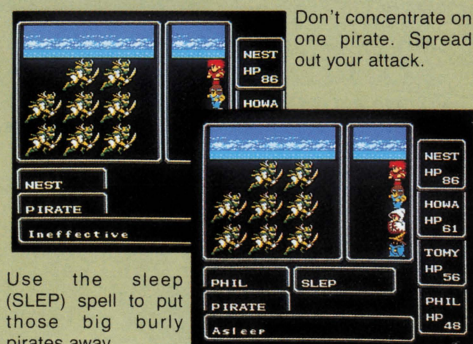 Don't concentrate on
one pirate. Spread
out your attack.
NEST
HP
86
HOWA
NEST
PIRATE
Ineffective
NEST
HP
86
HOWA
HP
61
TOMY
HP
56
PHIL
HP
48
PHIL
SLEP
PIRATE
Asleep
Use the sleep
(SLEP) spell to put
those big burly
pirates away.